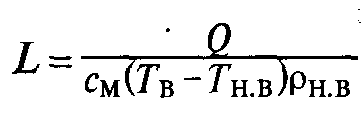 L = Q / (c_М (T_В − T_Н.В) ρ_Н.В)